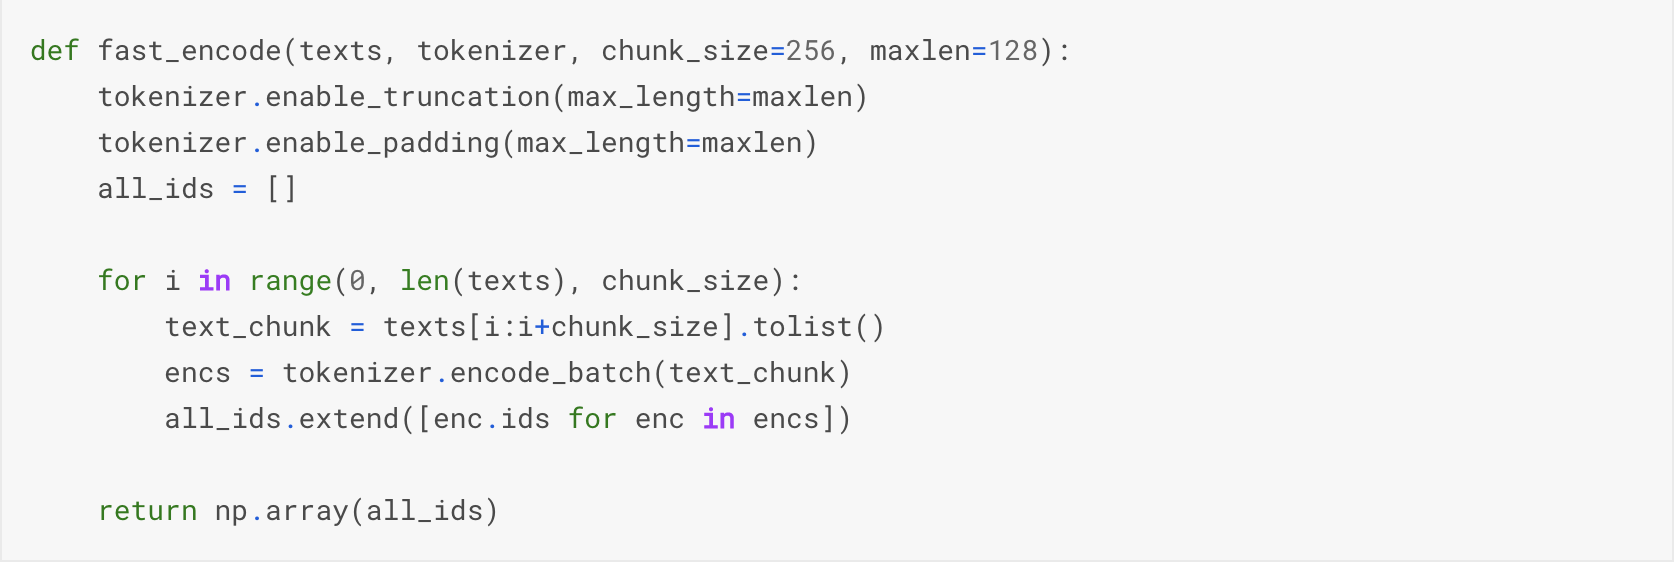 def fast_encode(texts, tokenizer, chunk_size=256, maxlen=128):
    tokenizer.enable_truncation(max_length=maxlen)
    tokenizer.enable_padding(max_length=maxlen)
    all_ids = []

    for i in range(0, len(texts), chunk_size):
        text_chunk = texts[i:i+chunk_size].tolist()
        encs = tokenizer.encode_batch(text_chunk)
        all_ids.extend([enc.ids for enc in encs])

    return np.array(all_ids)